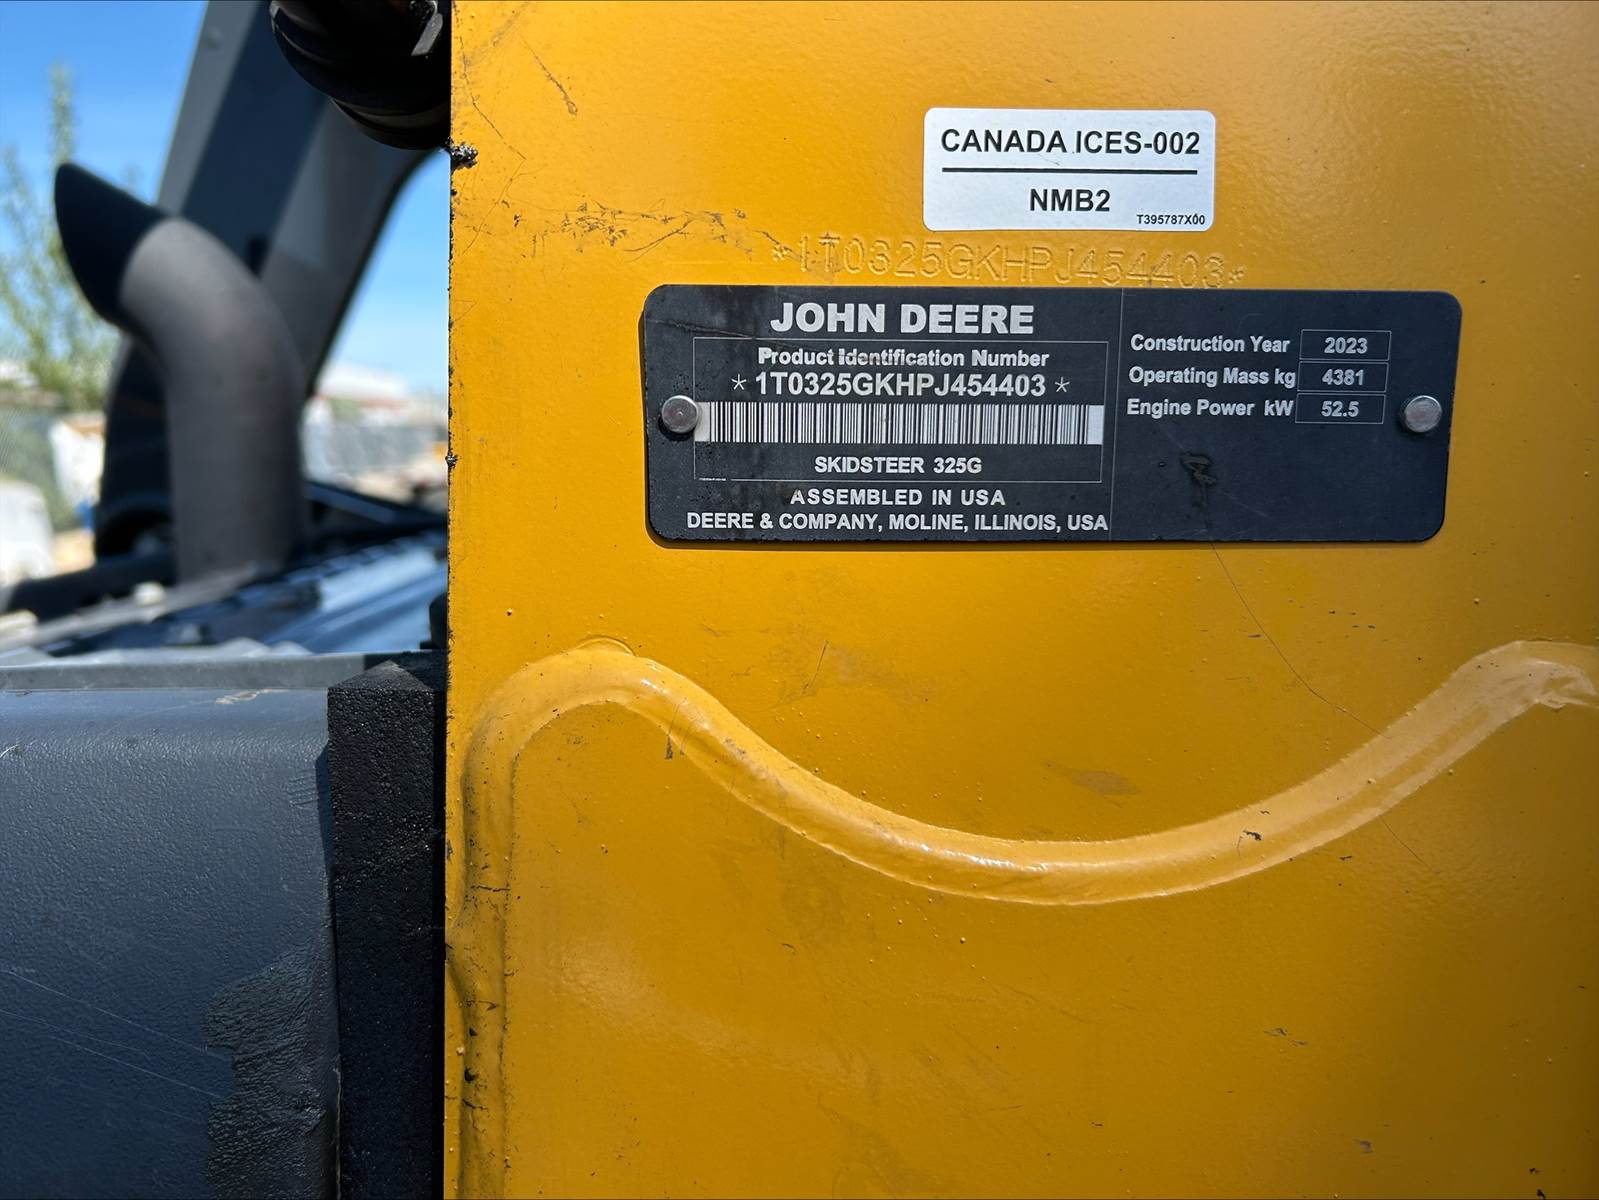 CANADA ICES-002
NMB2
T395787X00
*1T0325GKHPJ454403*
JOHN DEERE
Product Identification Number
*1T0325GKHPJ454403*
SKIDSTEER 325G
ASSEMBLED IN USA
DEERE & COMPANY, MOLINE, ILLINOIS, USA
Construction Year 2023
Operating Mass kg 4381
Engine Power kW 52.5